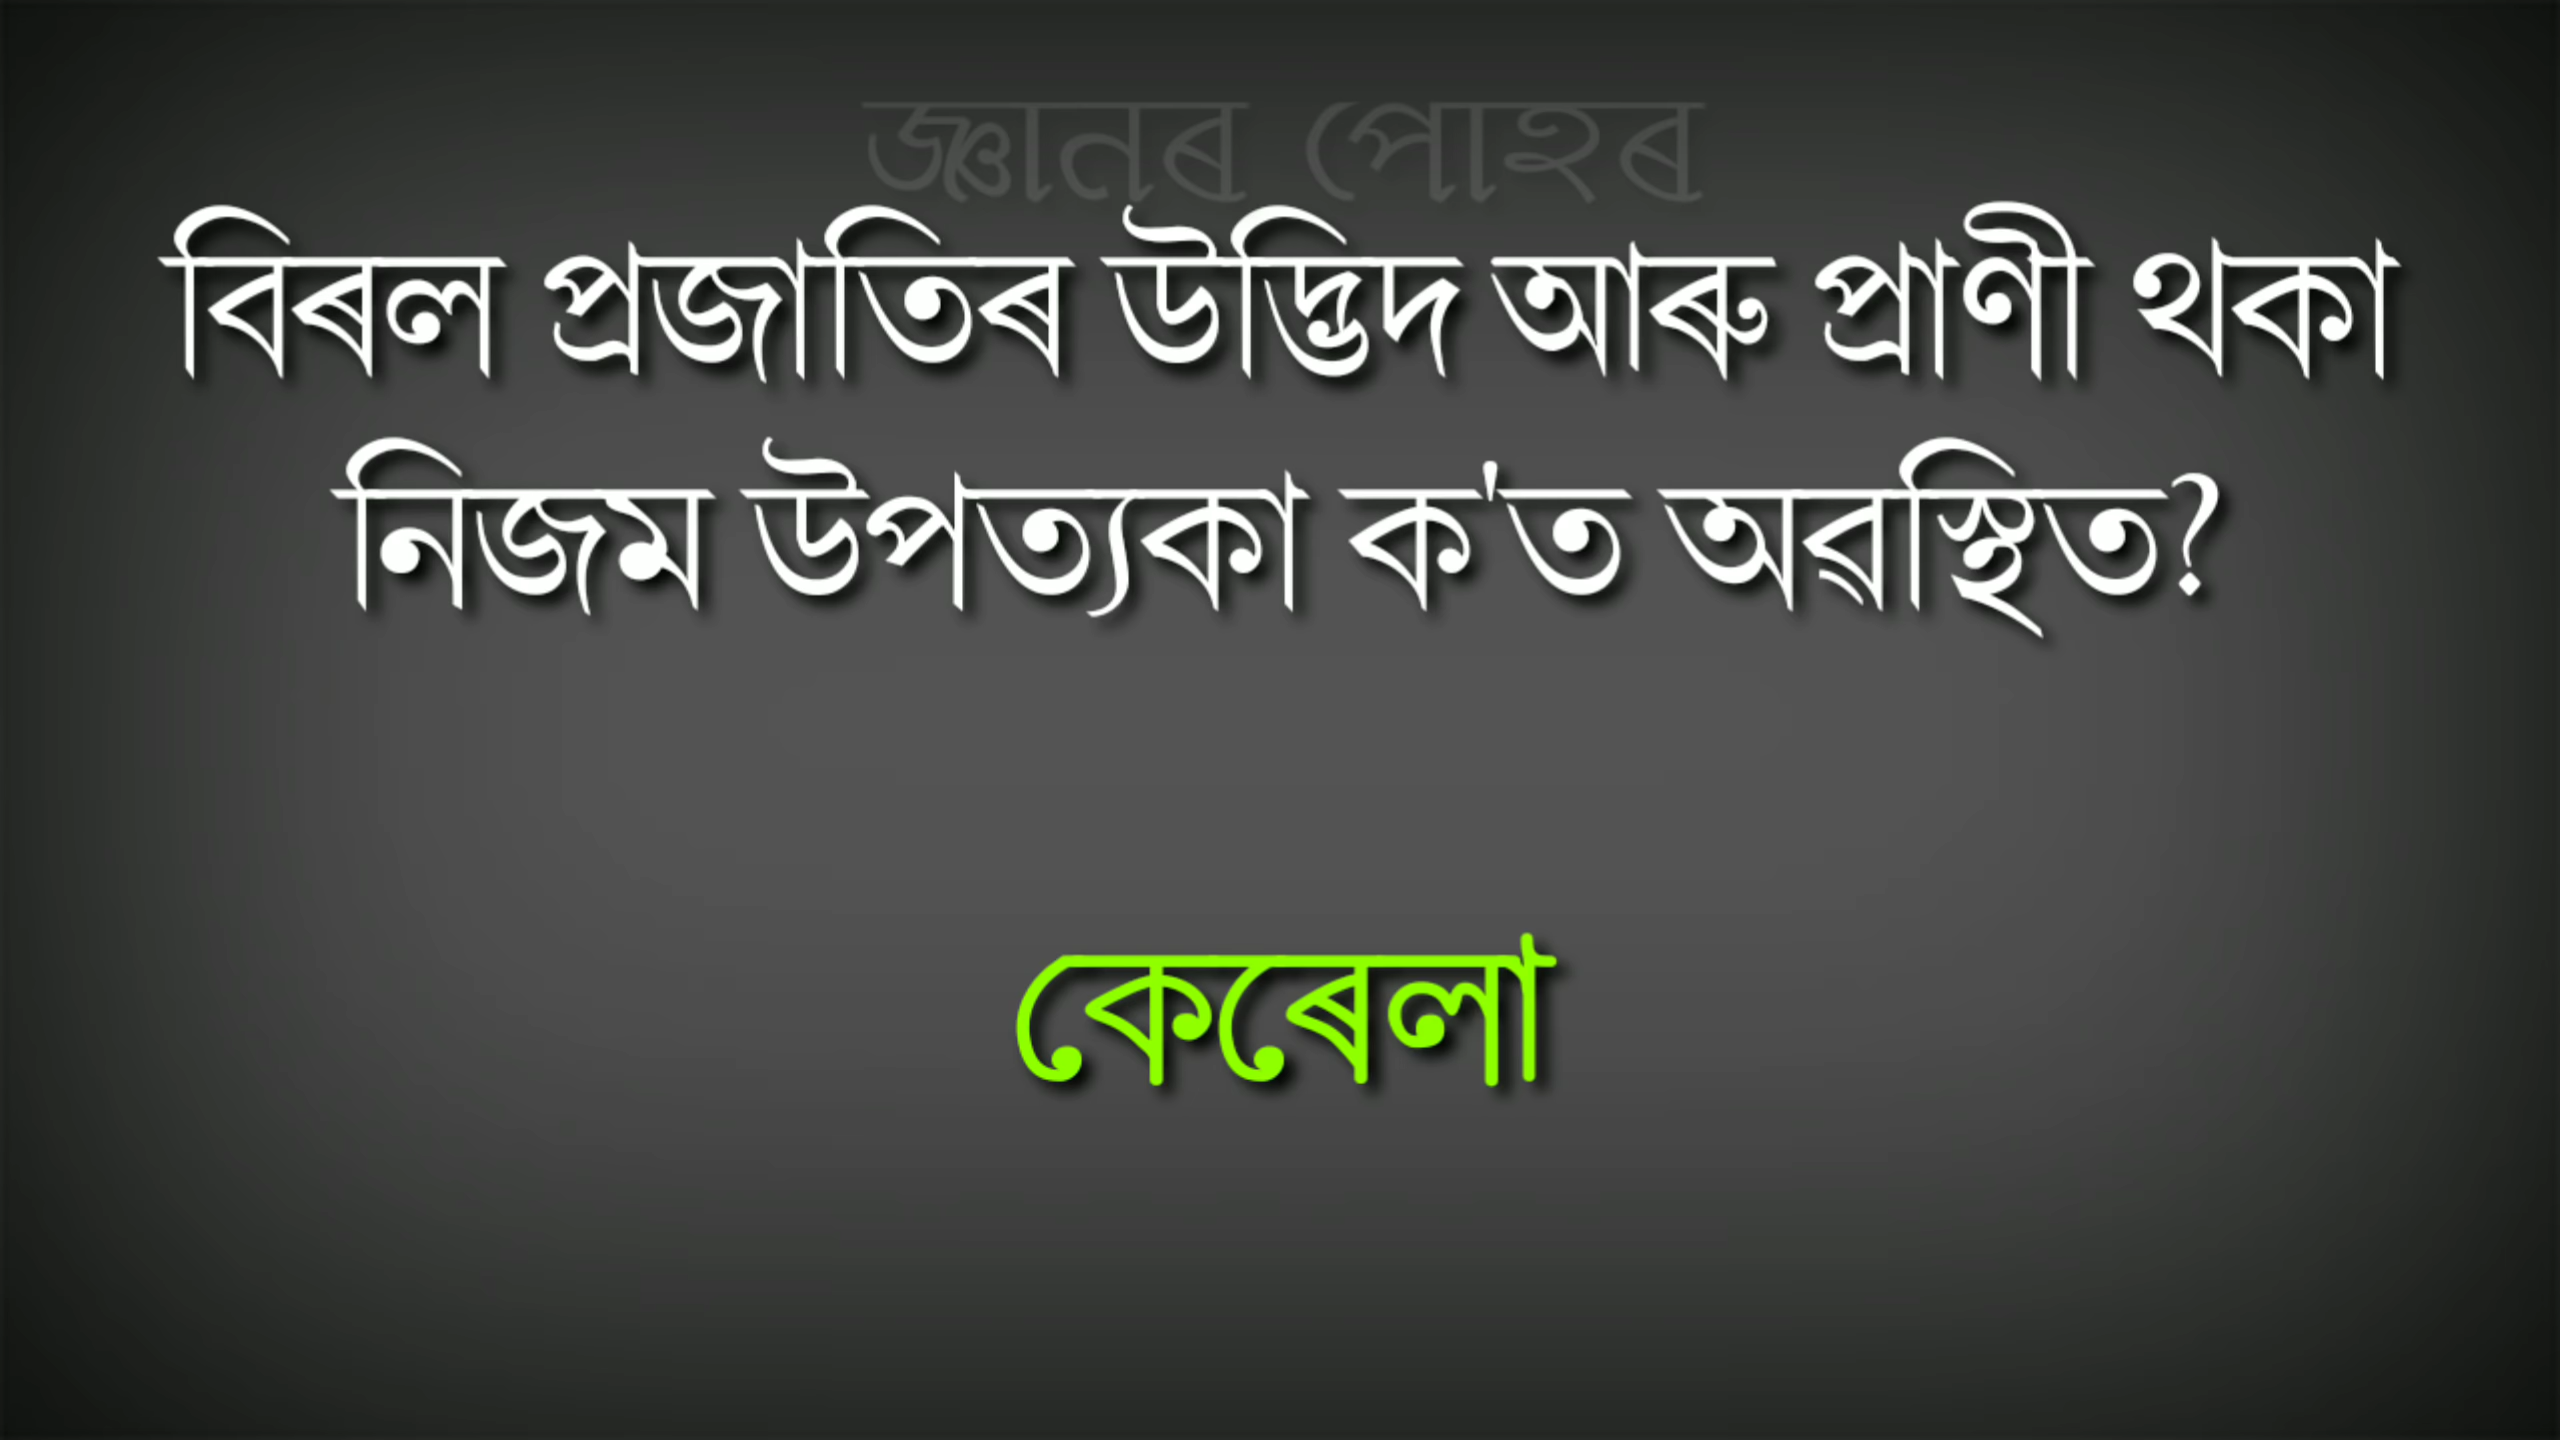 জ্ঞানৰ পোহৰ
বিৰল প্ৰজাতিৰ উদ্ভিদ আৰু প্ৰাণী থকা
নিজম উপত্যকা ক'ত অৱস্থিত?
কেৰেলা